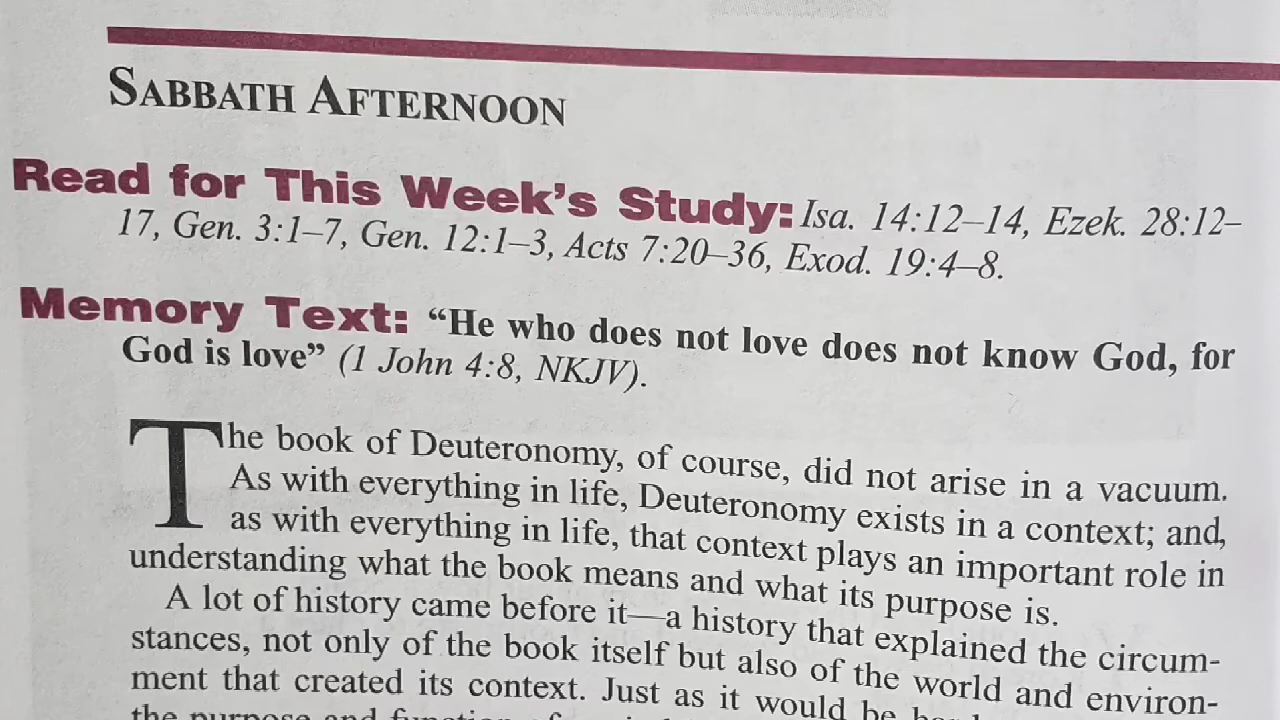 SABBATH AFTERNOON
Read for This Week's Study: Isa. 14:12–14, Ezek. 28:12–
17, Gen. 3:1–7, Gen. 12:1–3, Acts 7:20–36, Exod. 19:4–8.
Memory Text: “He who does not love does not know God, for
God is love” (1 John 4:8, NKJV).
The book of Deuteronomy, of course, did not arise in a vacuum.
As with everything in life, Deuteronomy exists in a context; and,
as with everything in life, that context plays an important role in
understanding what the book means and what its purpose is.
A lot of history came before it—a history that explained the circum-
stances, not only of the book itself but also of the world and environ-
ment that created its context. Just as it would be
the purpose and function of